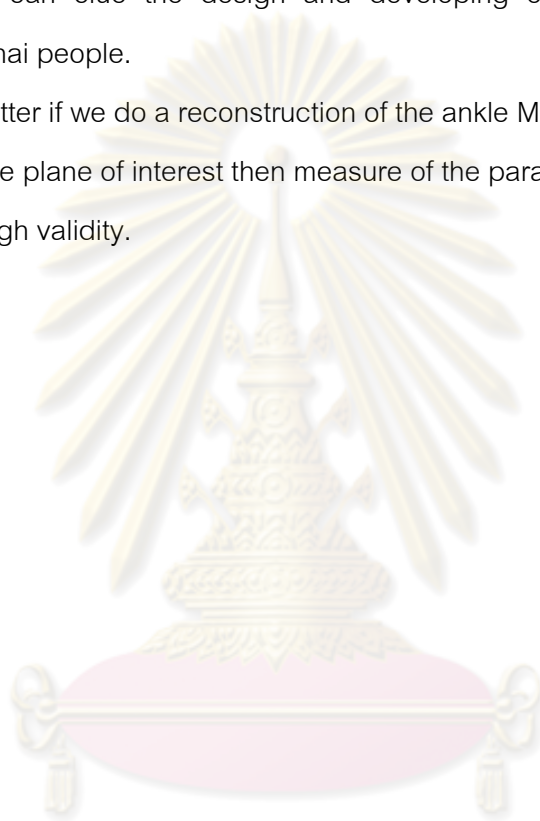 can clue the design and developing
hai people.
tter if we do a reconstruction of the ankle M
e plane of interest then measure of the para
gh validity.